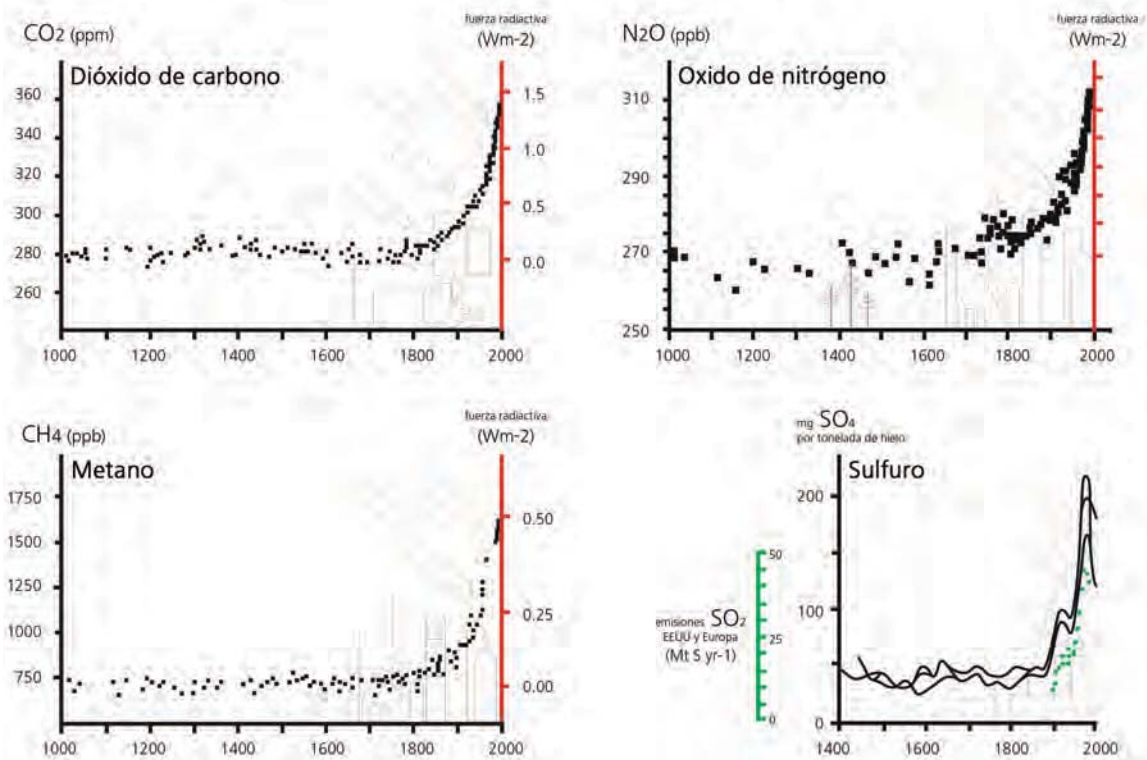 CO2 (ppm)
fuerza radiactiva
(Wm-2)
Dióxido de carbono
360
340
320
300
280
260
1.5
1.0
0.5
0.0
1000 1200 1400 1600 1800 2000
N2O (ppb)
fuerza radiactiva
(Wm-2)
Oxido de nitrógeno
310
290
270
250
1000 1200 1400 1600 1800 2000
CH4 (ppb)
fuerza radiactiva
(Wm-2)
Metano
1750
1500
1250
1000
750
0.50
0.25
0.00
1000 1200 1400 1600 1800 2000
mg SO4
por tonelada de hielo
Sulfuro
200
100
0
50
25
0
emisiones SO2
EEUU y Europa
(Mt S yr-1)
1400 1600 1800 2000